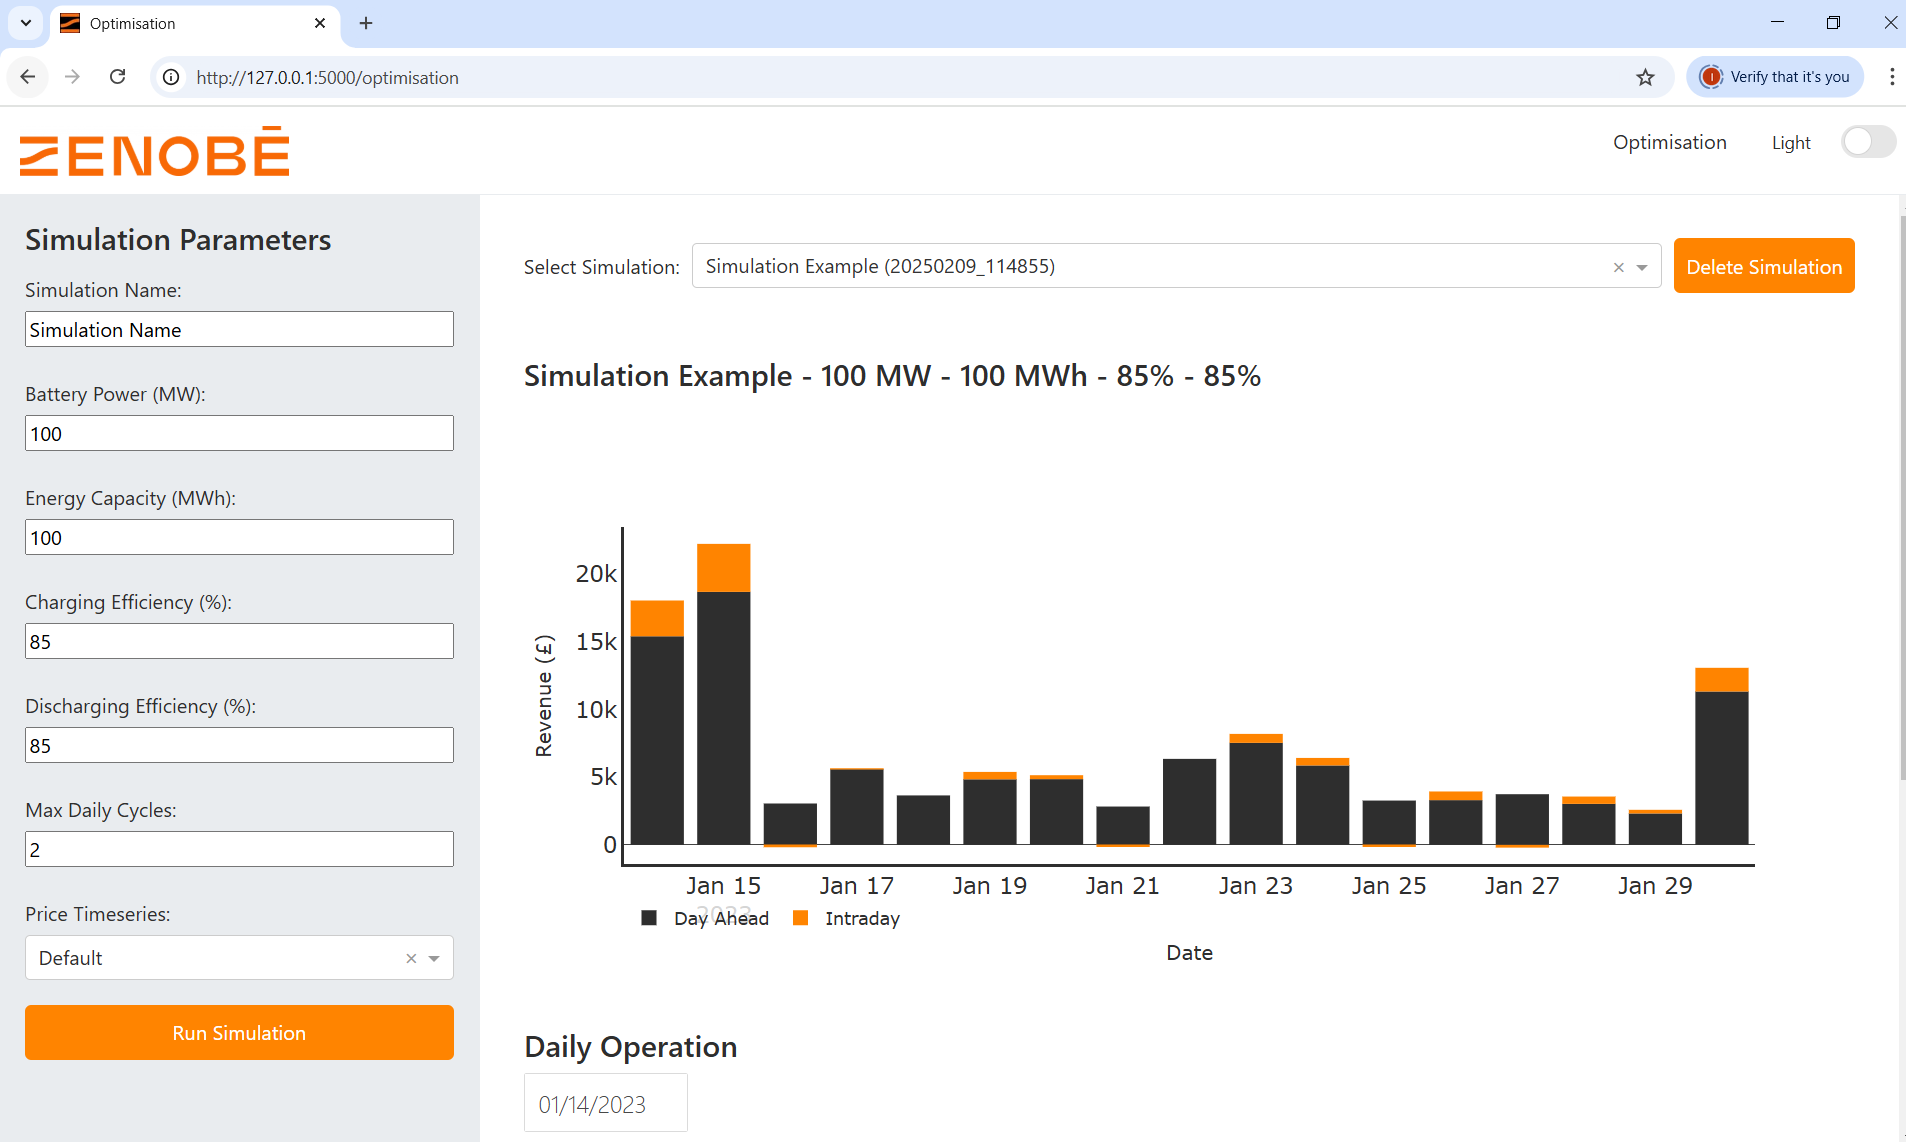 Optimisation
http://127.0.0.1:5000/optimisation
Verify that it's you
ZENOBĒ
Optimisation
Light
Simulation Parameters
Simulation Name:
Simulation Name
Battery Power (MW):
100
Energy Capacity (MWh):
100
Charging Efficiency (%):
85
Discharging Efficiency (%):
85
Max Daily Cycles:
2
Price Timeseries:
Default
Run Simulation
Select Simulation:
Simulation Example (20250209_114855)
Delete Simulation
Simulation Example - 100 MW - 100 MWh - 85% - 85%
Revenue (£)
20k
15k
10k
5k
0
Jan 15
2023
Jan 17
Jan 19
Jan 21
Jan 23
Jan 25
Jan 27
Jan 29
Day Ahead
Intraday
Date
Daily Operation
01/14/2023